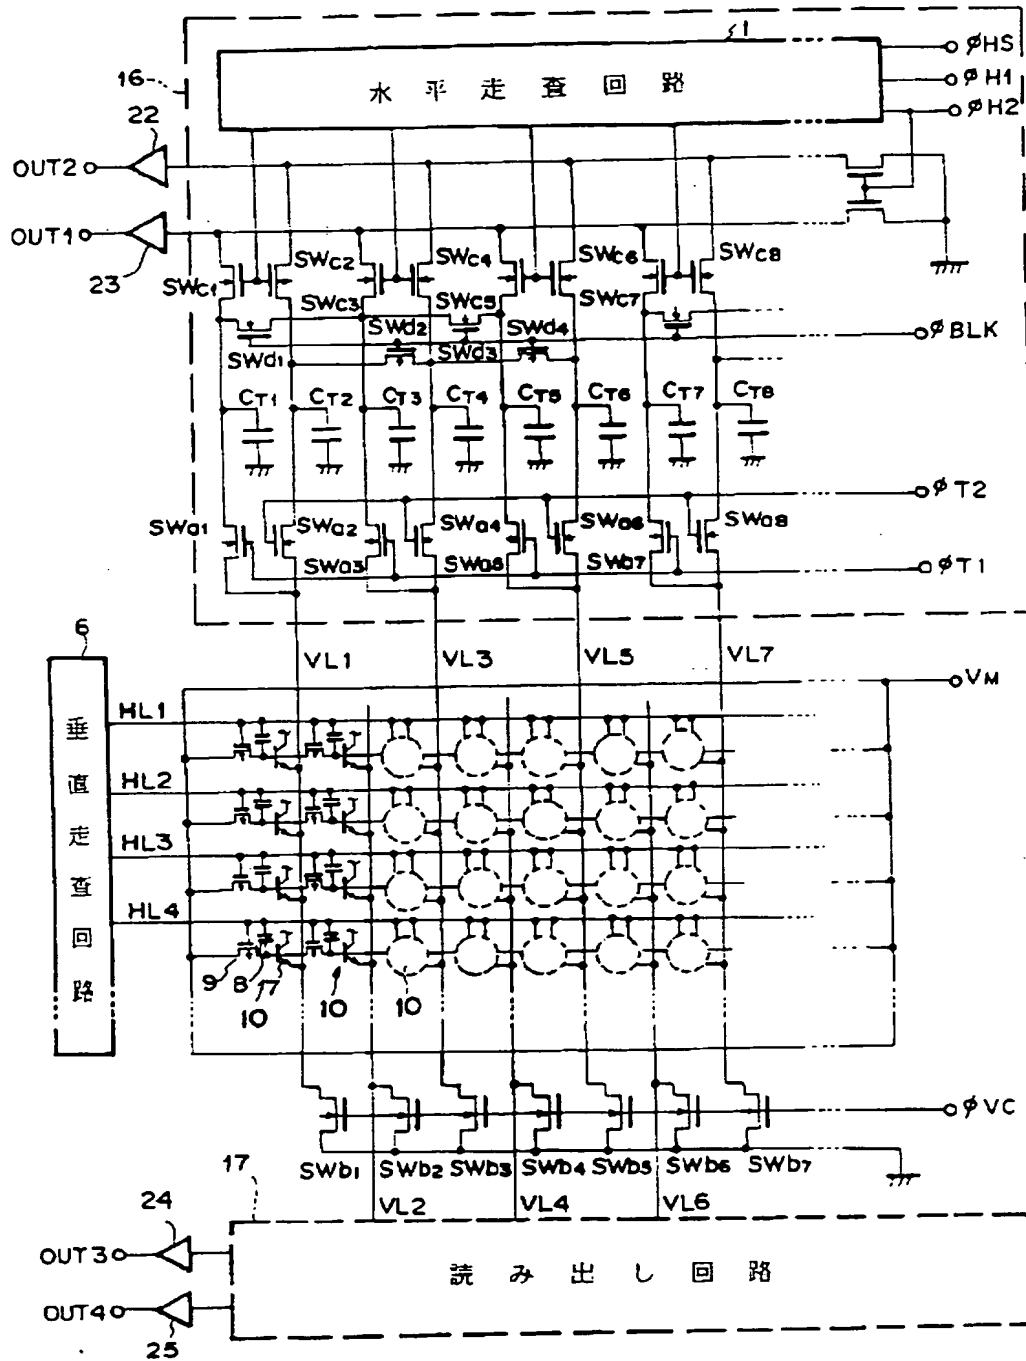 1
水平走査回路
φHS
φH1
φH2
16
22
OUT2
OUT1
23
SWC1
SWC2
SWC3
SWC4
SWC5
SWC6
SWC7
SWC8
SWd1
SWd2
SWd3
SWd4
φBLK
CT1
CT2
CT3
CT4
CT5
CT6
CT7
CT8
φT2
SWa1
SWa2
SWa3
SWa4
SWa5
SWa6
SWa7
SWa8
φT1
6
VL1
VL3
VL5
VL7
VM
垂直走査回路
HL1
HL2
HL3
HL4
9
8
17
10
10
10
φVC
SWb1
SWb2
SWb3
SWb4
SWb5
SWb6
SWb7
17
VL2
VL4
VL6
24
OUT3
読み出し回路
OUT4
25